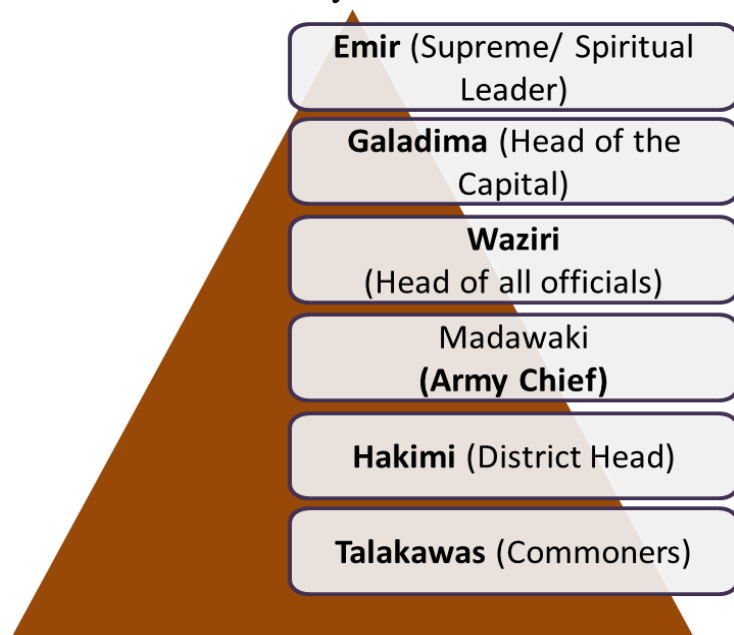 Emir (Supreme/ Spiritual
Leader)
Galadima (Head of the
Capital)
Waziri
(Head of all officials)
Madawaki
(Army Chief)
Hakimi (District Head)
Talakawas (Commoners)